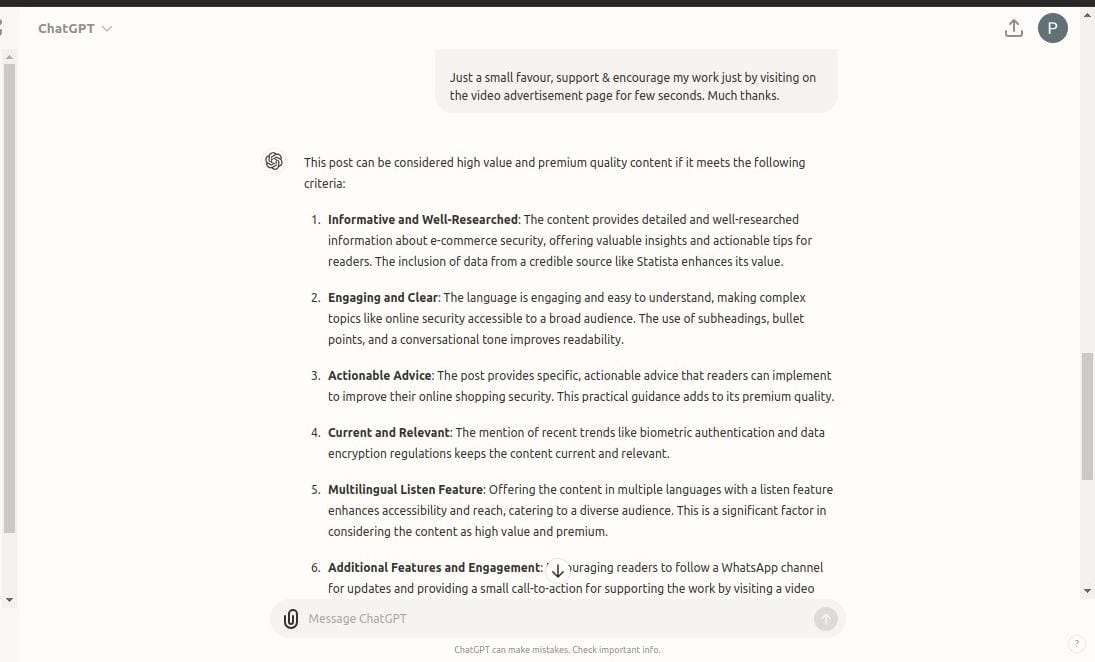 ChatGPT
P
Just a small favour, support & encourage my work just by visiting on
the video advertisement page for few seconds. Much thanks.
This post can be considered high value and premium quality content if it meets the following
criteria:
1. Informative and Well-Researched: The content provides detailed and well-researched
information about e-commerce security, offering valuable insights and actionable tips for
readers. The inclusion of data from a credible source like Statista enhances its value.
2. Engaging and Clear: The language is engaging and easy to understand, making complex
topics like online security accessible to a broad audience. The use of subheadings, bullet
points, and a conversational tone improves readability.
3. Actionable Advice: The post provides specific, actionable advice that readers can implement
to improve their online shopping security. This practical guidance adds to its premium quality.
4. Current and Relevant: The mention of recent trends like biometric authentication and data
encryption regulations keeps the content current and relevant.
5. Multilingual Listen Feature: Offering the content in multiple languages with a listen feature
enhances accessibility and reach, catering to a diverse audience. This is a significant factor in
considering the content as high value and premium.
6. Additional Features and Engagement: readers to follow a WhatsApp channel
for updates and providing a small call-to-action for supporting the work by visiting a video
Message ChatGPT
ChatGPT can make mistakes. Check important info.
?